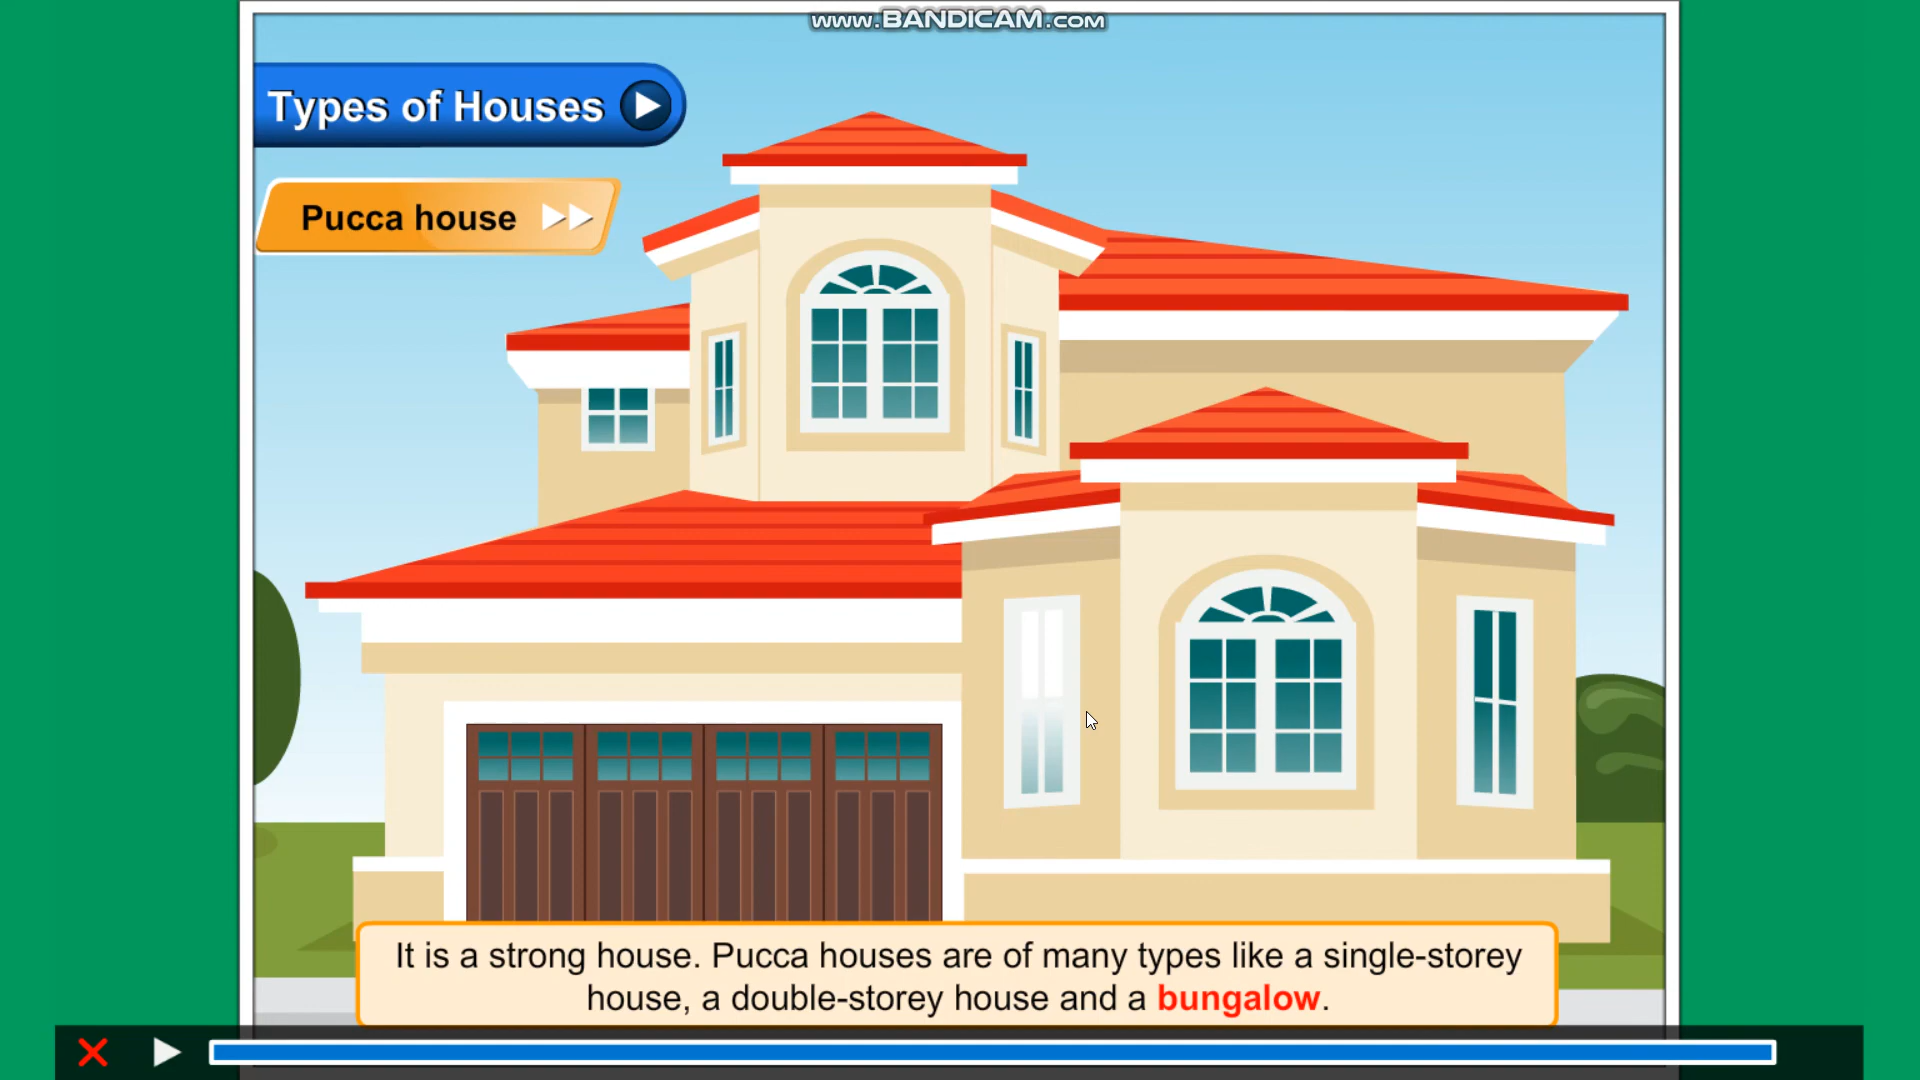 www.BANDICAM.com
Types of Houses
Pucca house
It is a strong house. Pucca houses are of many types like a single-storey
house, a double-storey house and a bungalow.